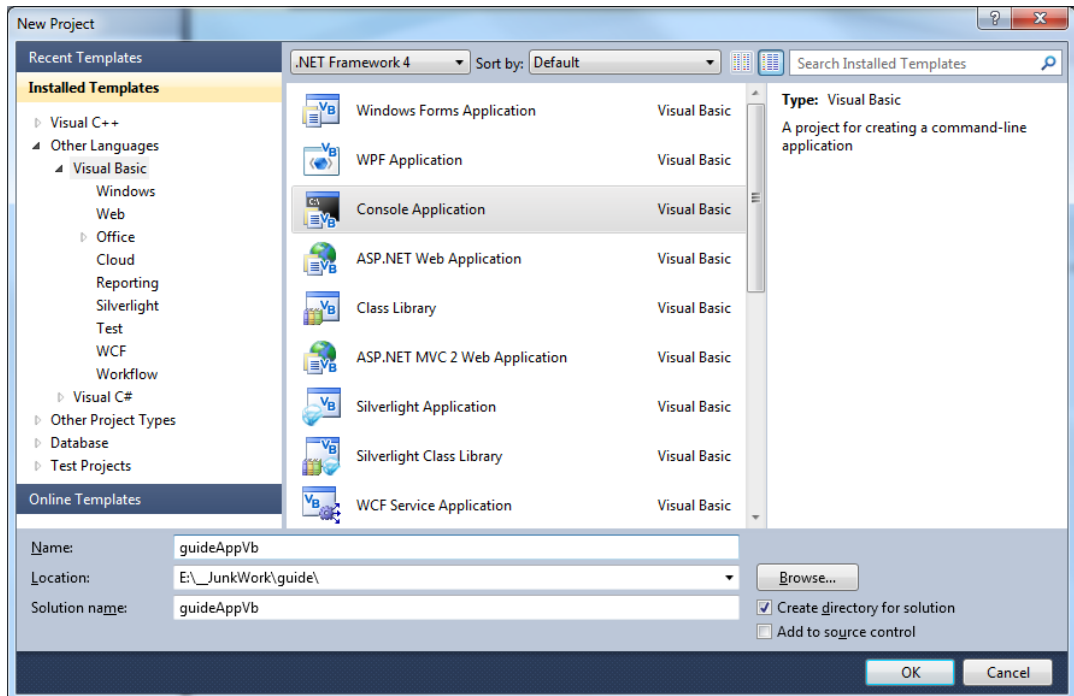 New Project
Recent Templates
Installed Templates
Visual C++
Other Languages
Visual Basic
Windows
Web
Office
Cloud
Reporting
Silverlight
Test
WCF
Workflow
Visual C#
Other Project Types
Database
Test Projects
Online Templates
.NET Framework 4 Sort by: Default Search Installed Templates
Windows Forms Application Visual Basic
WPF Application Visual Basic
Console Application Visual Basic
ASP.NET Web Application Visual Basic
Class Library Visual Basic
ASP.NET MVC 2 Web Application Visual Basic
Silverlight Application Visual Basic
Silverlight Class Library Visual Basic
WCF Service Application Visual Basic
Type: Visual Basic
A project for creating a command-line
application
Name: guideAppVb
Location: E:\_JunkWork\guide\ Browse...
Solution name: guideAppVb
Create directory for solution
Add to source control
OK Cancel